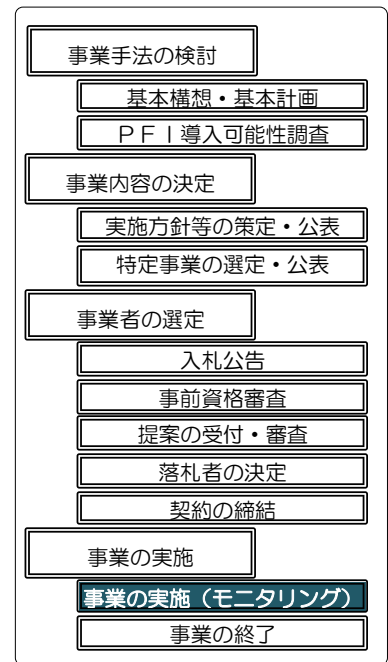 事業手法の検討
基本構想・基本計画
ＰＦＩ導入可能性調査
事業内容の決定
実施方針等の策定・公表
特定事業の選定・公表
事業者の選定
入札公告
事前資格審査
提案の受付・審査
落札者の決定
契約の締結
事業の実施
事業の実施（モニタリング）
事業の終了